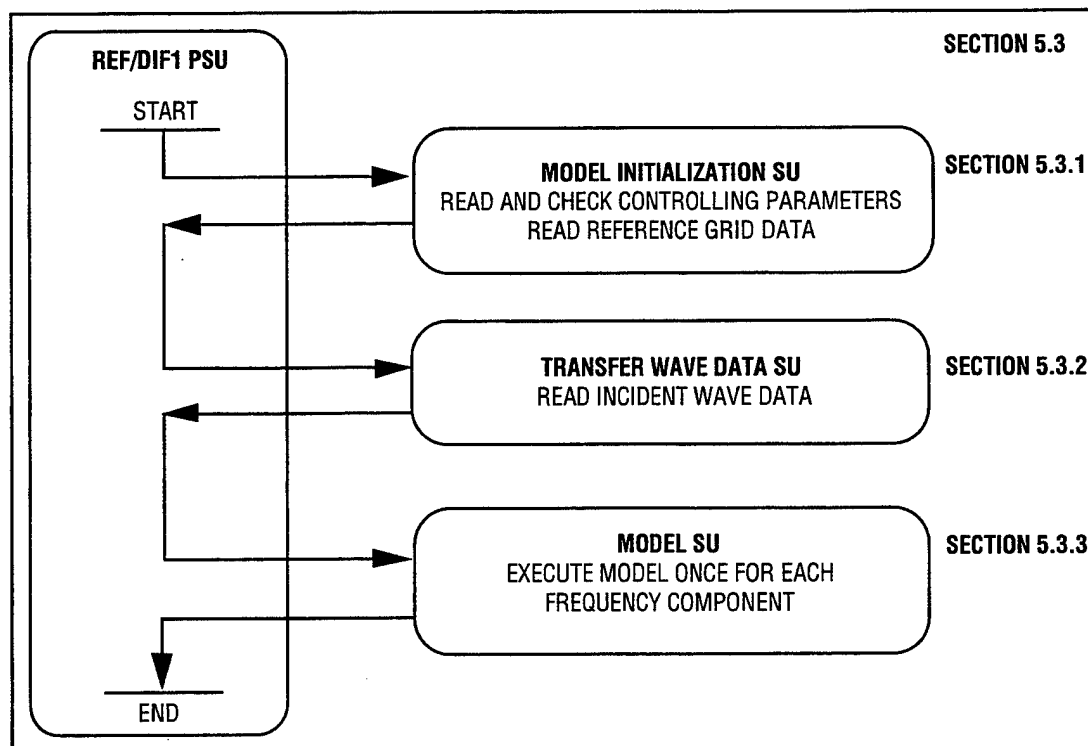 REF/DIF1 PSU
SECTION 5.3
START
MODEL INITIALIZATION SU
READ AND CHECK CONTROLLING PARAMETERS
READ REFERENCE GRID DATA
SECTION 5.3.1
TRANSFER WAVE DATA SU
READ INCIDENT WAVE DATA
SECTION 5.3.2
MODEL SU
EXECUTE MODEL ONCE FOR EACH
FREQUENCY COMPONENT
SECTION 5.3.3
END